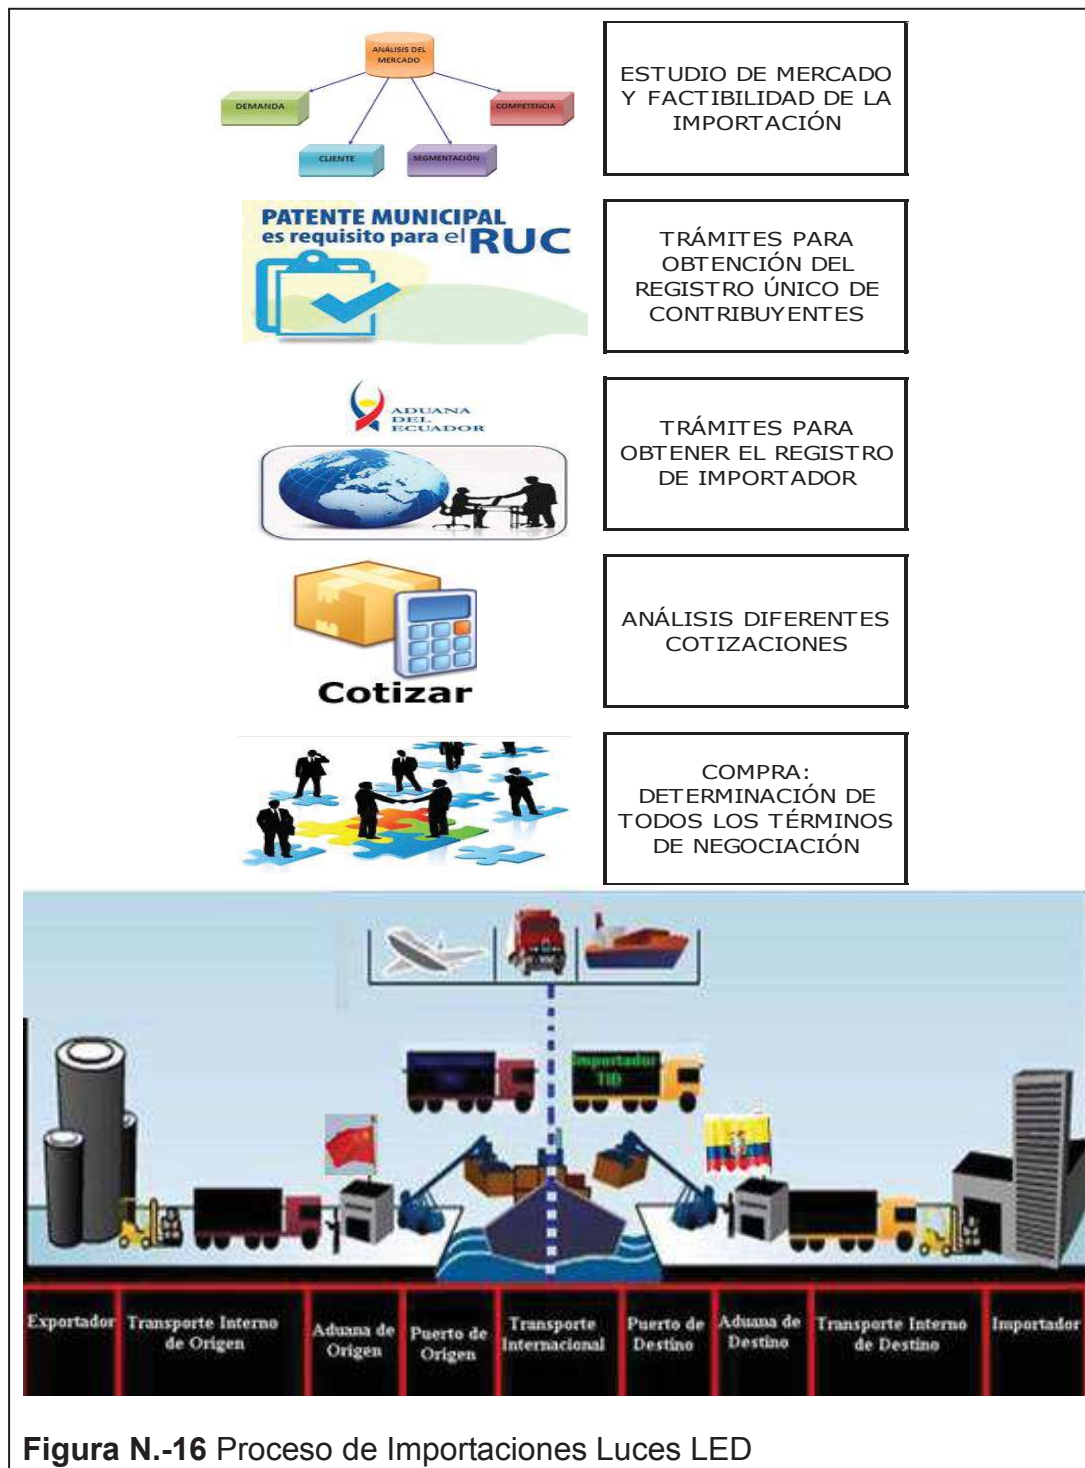 ANÁLISIS DEL
MERCADO
DEMANDA
COMPETENCIA
CLIENTE
SEGMENTACIÓN
ESTUDIO DE MERCADO
Y FACTIBILIDAD DE LA
IMPORTACIÓN
PATENTE MUNICIPAL
es requisito para el RUC
TRÁMITES PARA
OBTENCIÓN DEL
REGISTRO ÚNICO DE
CONTRIBUYENTES
ADUANA
DEL
ECUADOR
TRÁMITES PARA
OBTENER EL REGISTRO
DE IMPORTADOR
Cotizar
ANÁLISIS DIFERENTES
COTIZACIONES
COMPRA:
DETERMINACIÓN DE
TODOS LOS TÉRMINOS
DE NEGOCIACIÓN
Importador
TID
Exportador
Transporte Interno
de Origen
Aduana de
Origen
Puerto de
Origen
Transporte
Internacional
Puerto de
Destino
Aduana de
Destino
Transporte Interno
de Destino
Importador
Figura N.-16 Proceso de Importaciones Luces LED